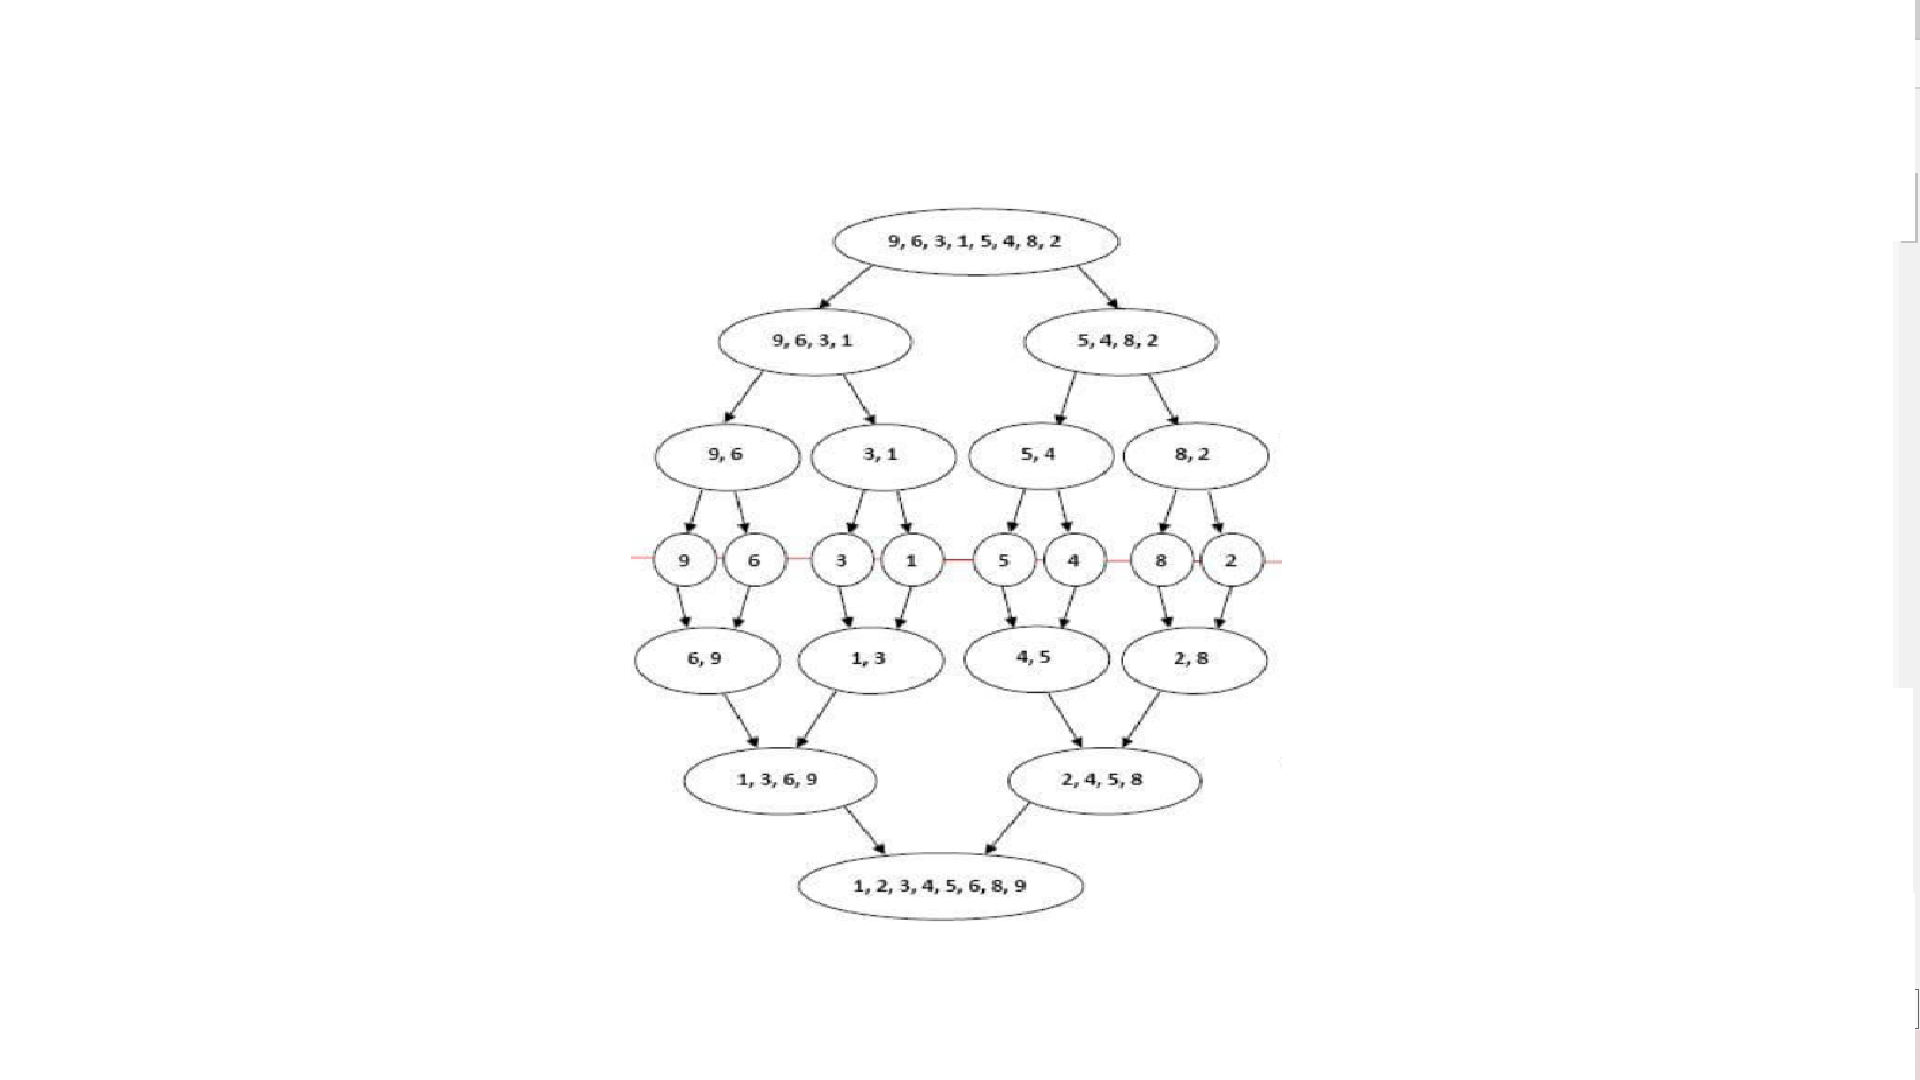 9, 6, 3, 1, 5, 4, 8, 2
9, 6, 3, 1
5, 4, 8, 2
9, 6
3, 1
5, 4
8, 2
9
6
3
1
5
4
8
2
6, 9
1, 3
4, 5
2, 8
1, 3, 6, 9
2, 4, 5, 8
1, 2, 3, 4, 5, 6, 8, 9